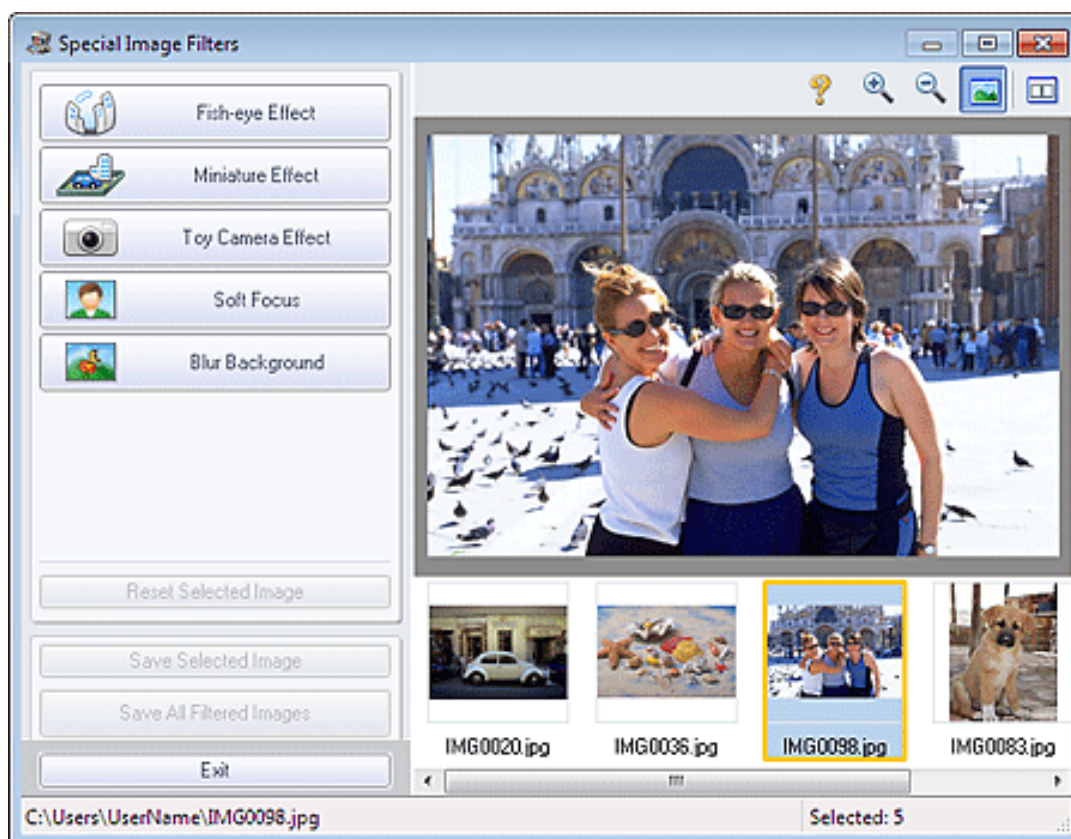 Special Image Filters
Fish-eye Effect
Miniature Effect
Toy Camera Effect
Soft Focus
Blur Background
Reset Selected Image
Save Selected Image
Save All Filtered Images
Exit
IMG0020.jpg
IMG0036.jpg
IMG0098.jpg
IMG0083.jpg
C:\Users\UserName\IMG0098.jpg
Selected: 5